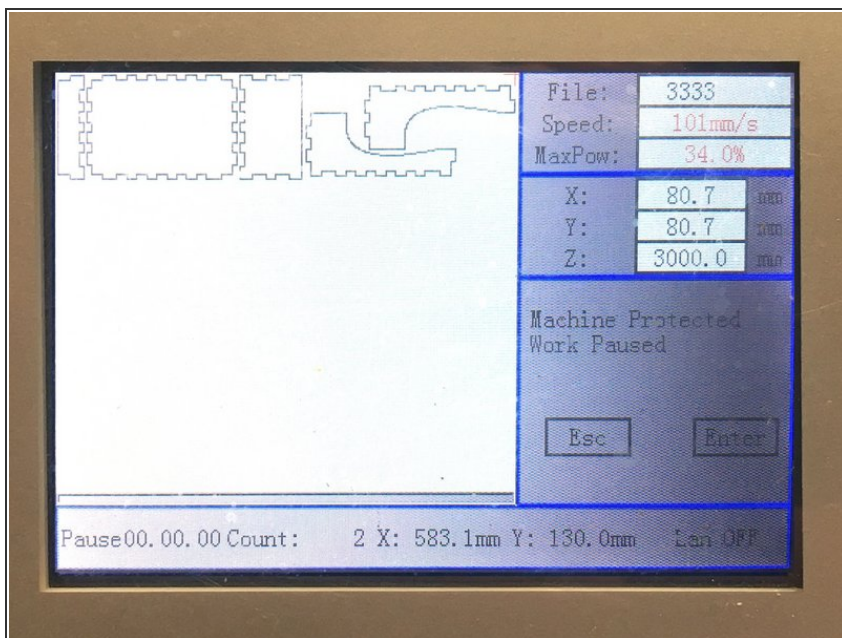 File: 3333
Speed: 101mm/s
MaxPow: 34.0%
X: 80.7 mm
Y: 80.7 mm
Z: 3000.0 mm
Machine Protected
Work Paused
Esc Enter
Pause00.00.00 Count: 2 X: 583.1mm Y: 130.0mm Lan OFF